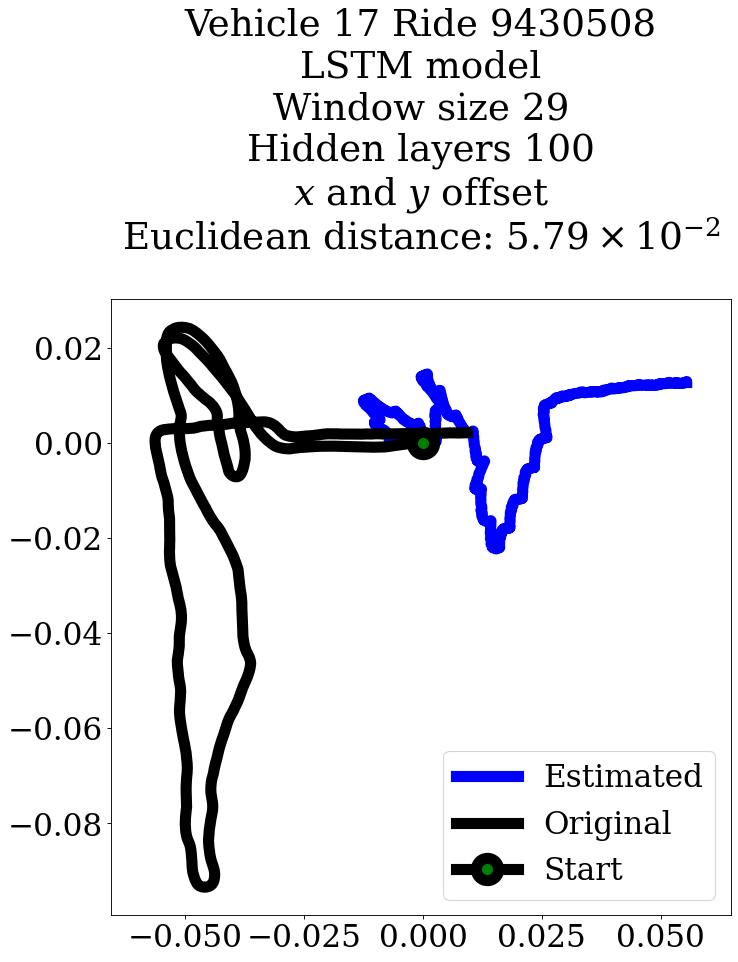 Vehicle 17 Ride 9430508
LSTM model
Window size 29
Hidden layers 100
x and y offset
Euclidean distance: 5.79 × 10⁻²
0.02
0.00
−0.02
−0.04
−0.06
−0.08
Estimated
Original
Start
−0.050 −0.025 0.000 0.025 0.050